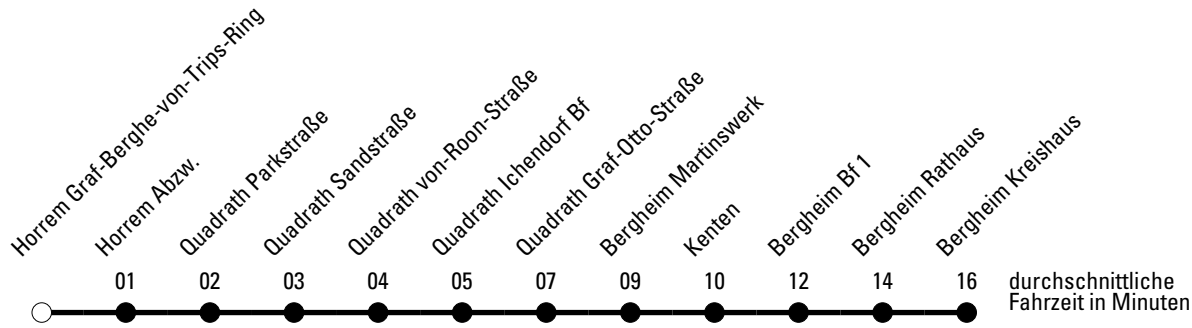 Horrem Graf-Berghe-von-Trips-Ring
Horrem Abzw.
Quadrath Parkstraße
Quadrath Sandstraße
Quadrath von-Roon-Straße
Quadrath Ichendorf Bf
Quadrath Graf-Otto-Straße
Bergheim Martinswerk
Kenten
Bergheim Bf 1
Bergheim Rathaus
Bergheim Kreishaus
01 02 03 04 05 07 09 10 12 14 16
durchschnittliche
Fahrzeit in Minuten